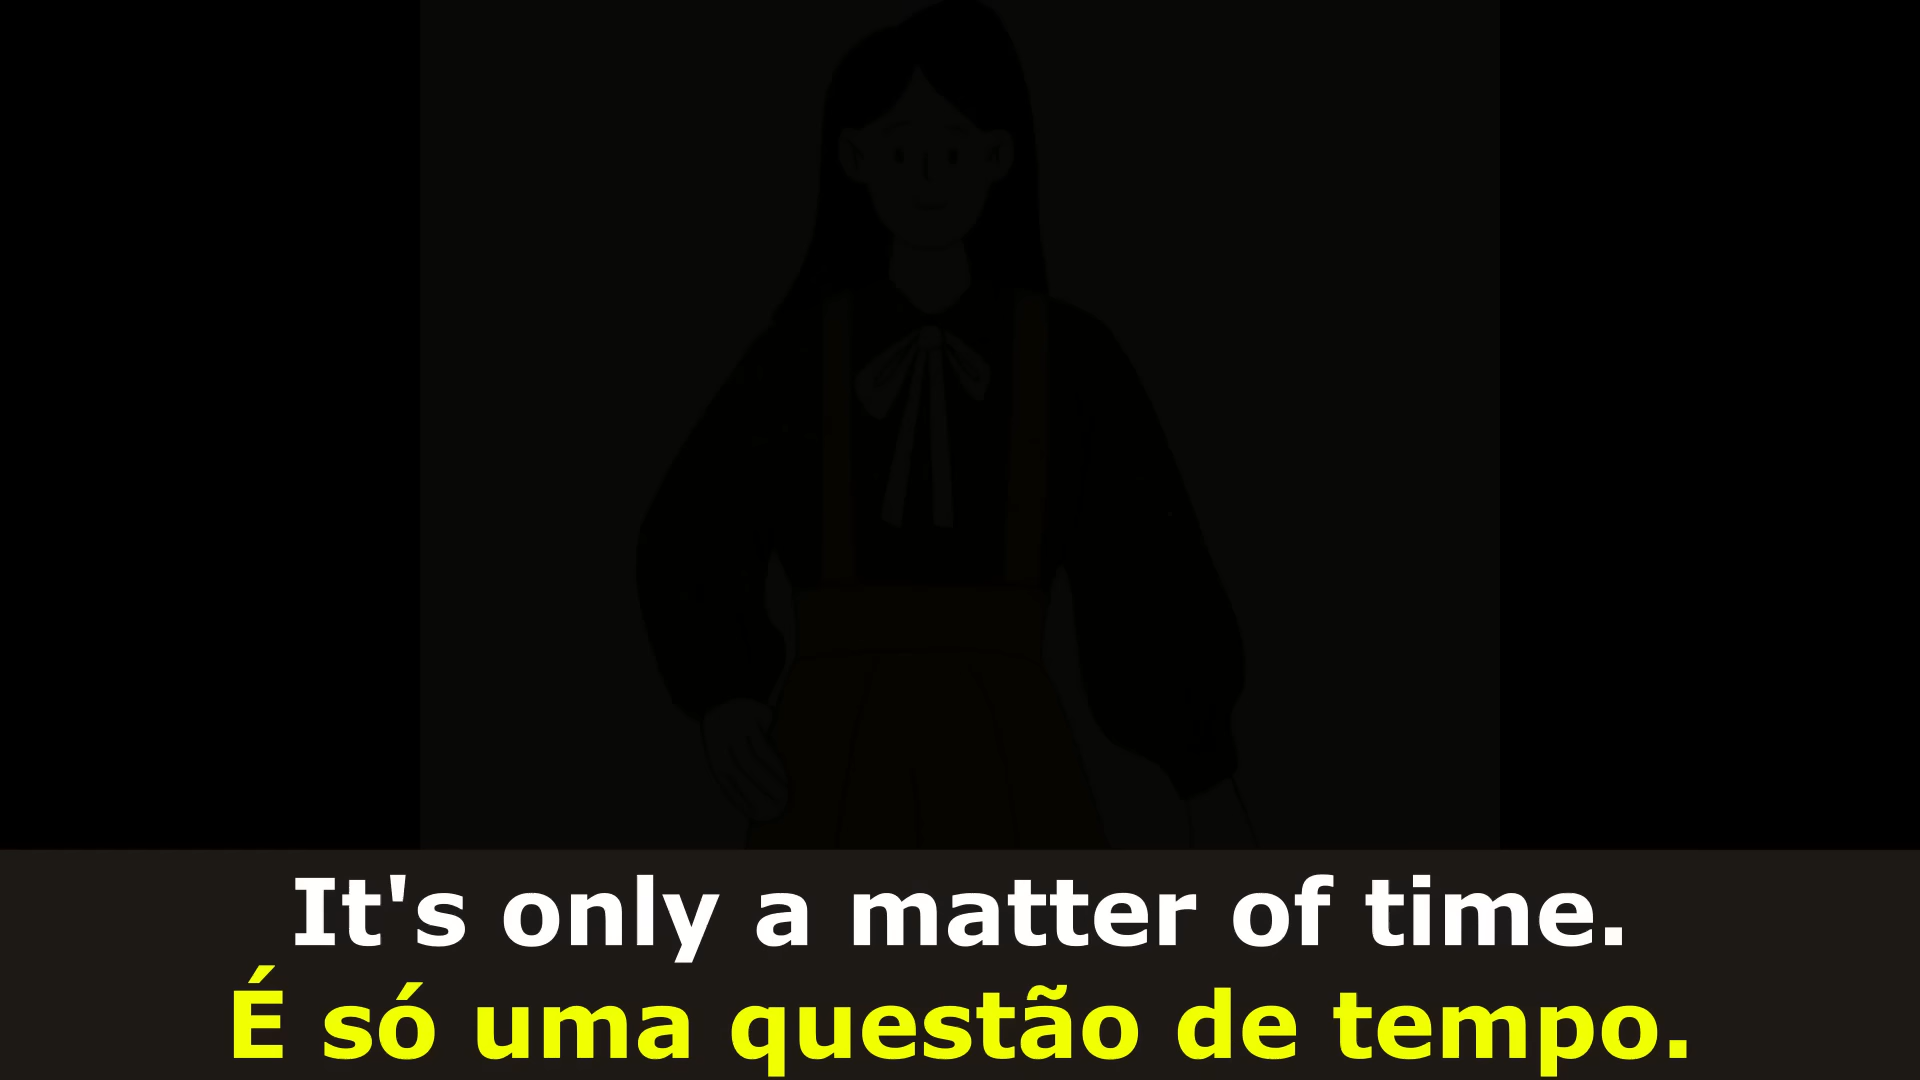 It's only a matter of time.
É só uma questão de tempo.